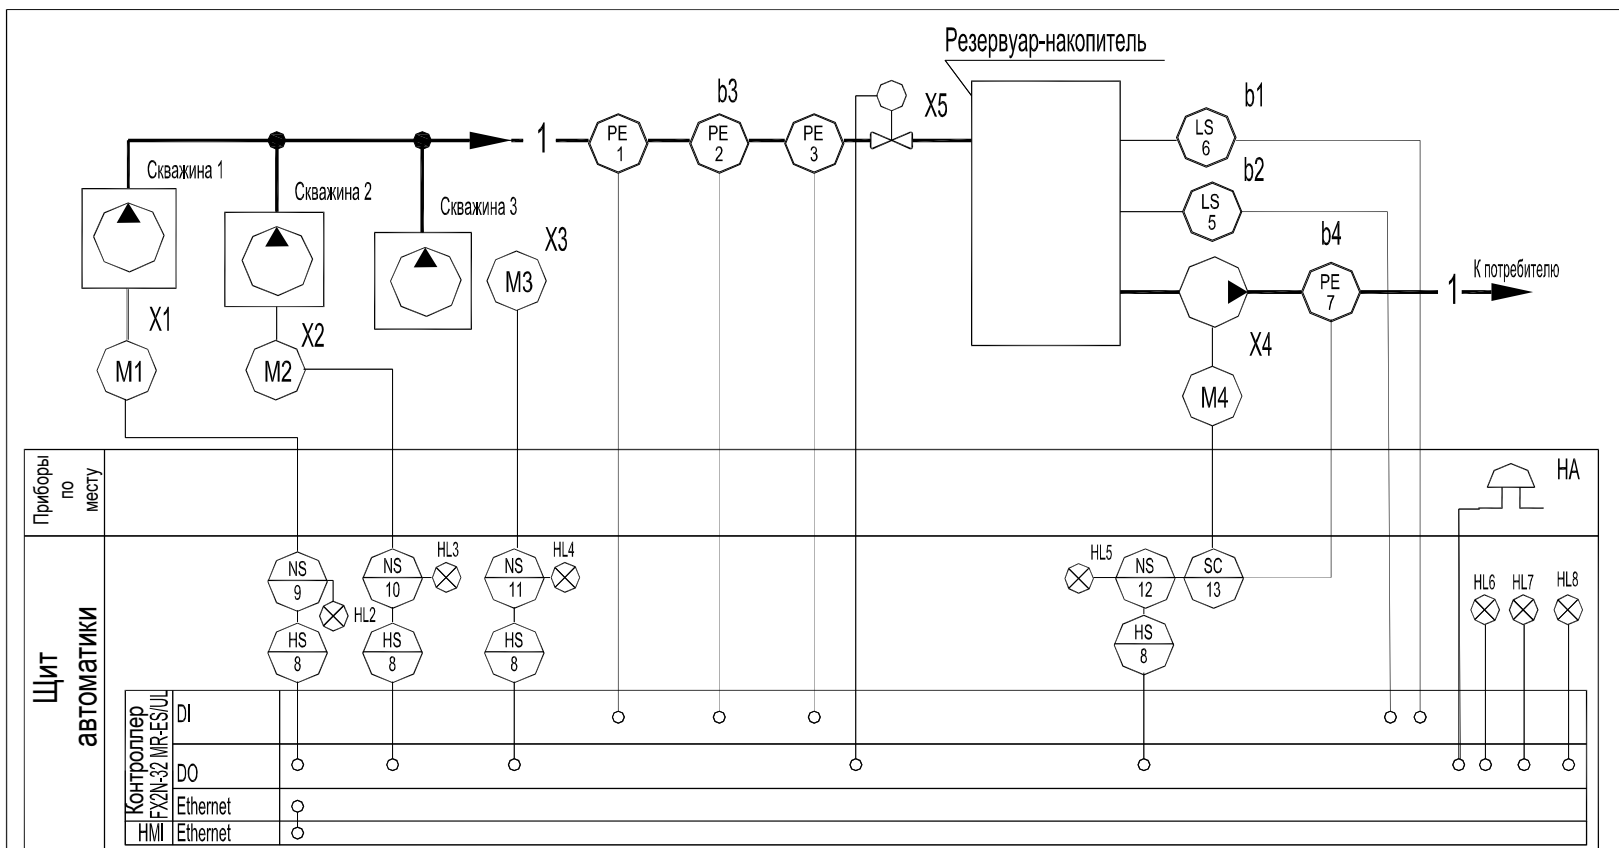 Резервуар-накопитель
b3
X5
b1
1
PE
1
PE
2
PE
3
LS
6
Скважина 1
Скважина 2
Скважина 3
b2
LS
5
X3
b4
M3
К потребителю
PE
7
1
X1
X2
X4
M1
M2
M4
Приборы
по
месту
HA
HL3
HL4
HL5
NS
9
NS
10
NS
11
NS
12
SC
13
HL6
HL7
HL8
HL2
HS
8
HS
8
HS
8
HS
8
Щит
автоматики
Контроллер
FX2N-32 MR-ES/UL
DI
DO
Ethernet
HMI
Ethernet